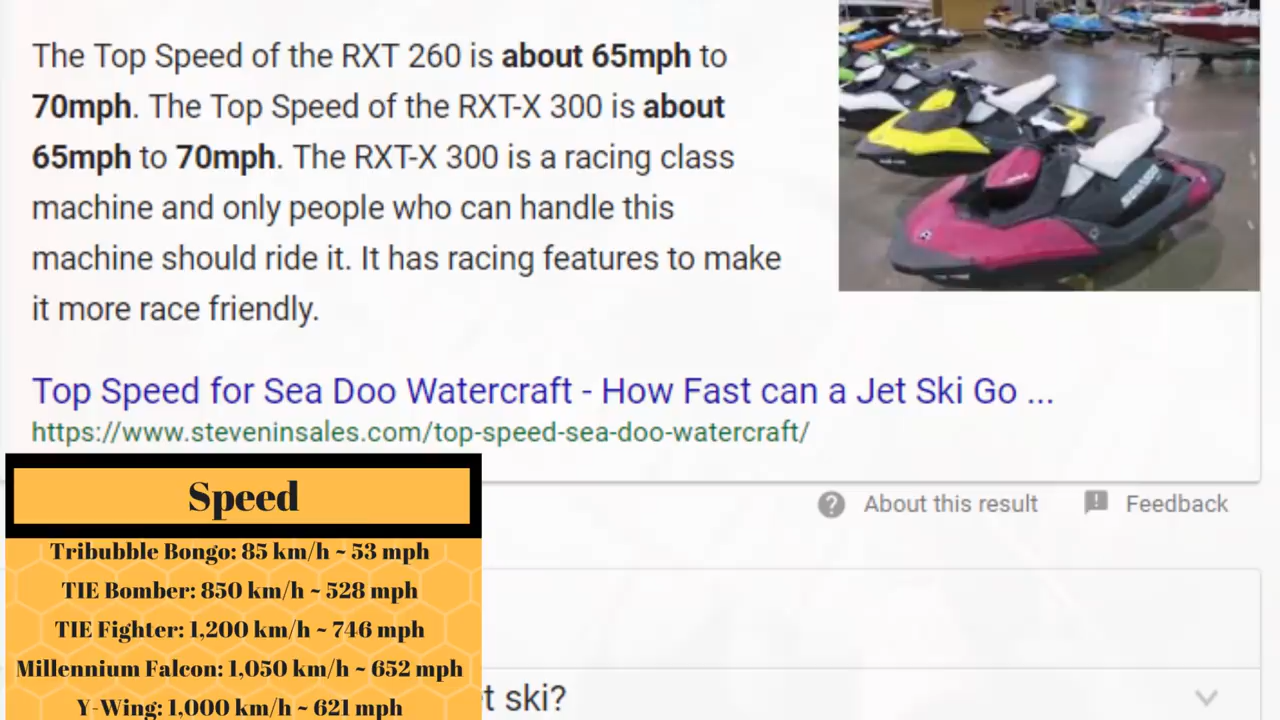 The Top Speed of the RXT 260 is about 65mph to
70mph. The Top Speed of the RXT-X 300 is about
65mph to 70mph. The RXT-X 300 is a racing class
machine and only people who can handle this
machine should ride it. It has racing features to make
it more race friendly.
SEADOO
Top Speed for Sea Doo Watercraft - How Fast can a Jet Ski Go ...
https://www.steveninsales.com/top-speed-sea-doo-watercraft/
About this result
Feedback
Speed
Tribubble Bongo: 85 km/h ~ 53 mph
TIE Bomber: 850 km/h ~ 528 mph
TIE Fighter: 1,200 km/h ~ 746 mph
Millennium Falcon: 1,050 km/h ~ 652 mph
Y-Wing: 1,000 km/h ~ 621 mph
et ski?